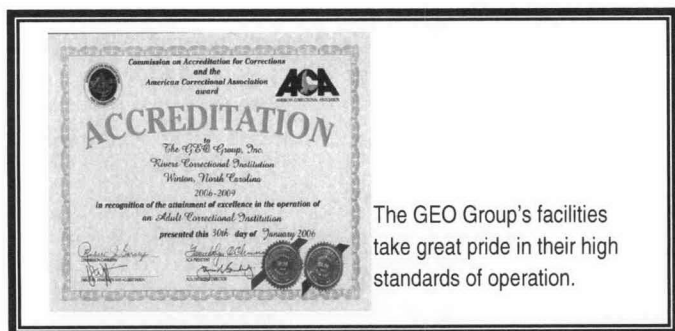 Commission on Accreditation for Corrections
and the
American Correctional Association
award
ACA
AMERICAN CORRECTIONAL ASSOCIATION
ACCREDITATION
to
The GEO Group, Inc.
Rivers Correctional Institution
Winton, North Carolina
2006-2009
in recognition of the attainment of excellence in the operation of
an Adult Correctional Institution
presented this 30th day of January 2006
The GEO Group's facilities
take great pride in their high
standards of operation.